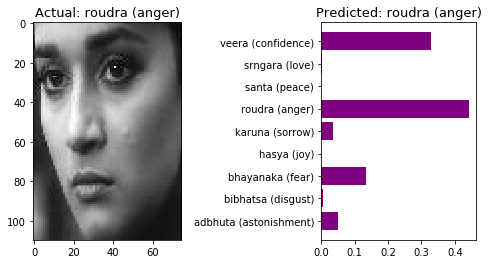 Actual: roudra (anger)
0
20
40
60
80
100
0 20 40 60
Predicted: roudra (anger)
veera (confidence)
srngara (love)
santa (peace)
roudra (anger)
karuna (sorrow)
hasya (joy)
bhayanaka (fear)
bibhatsa (disgust)
adbhuta (astonishment)
0.0 0.1 0.2 0.3 0.4